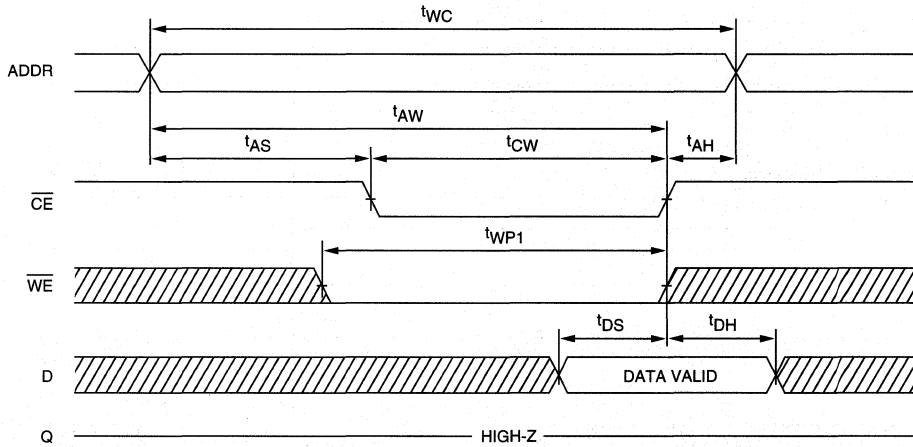 tWC
ADDR
tAW
tAS tCW tAH
CE
tWP1
WE
tDS tDH
D DATA VALID
Q HIGH-Z